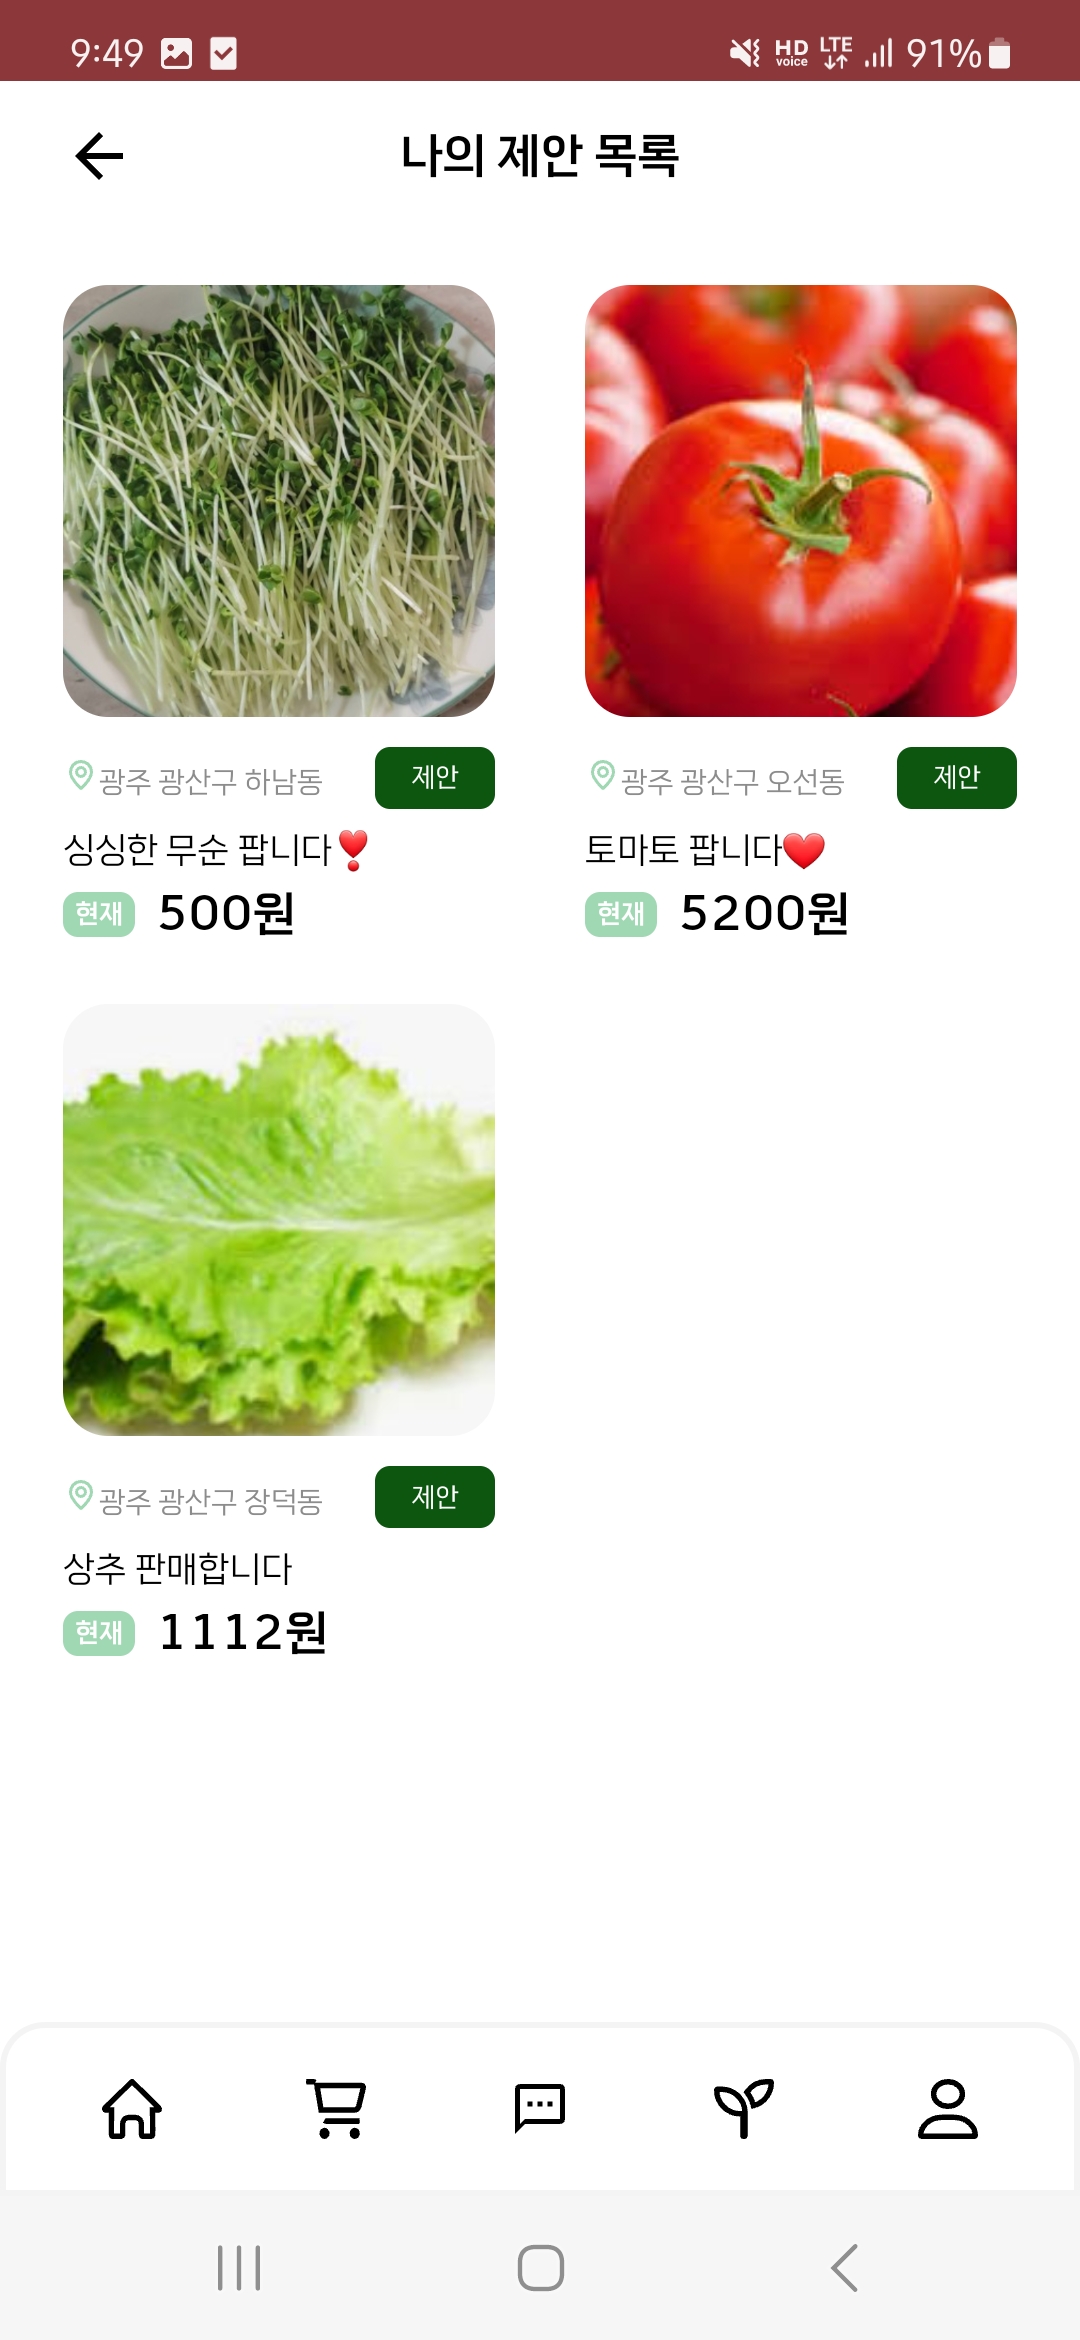 9:49 HD voice LTE 91%
나의 제안 목록
광주 광산구 하남동 제안
싱싱한 무순 팝니다❣️
현재 500원
광주 광산구 오선동 제안
토마토 팝니다❤️
현재 5200원
광주 광산구 장덕동 제안
상추 판매합니다
현재 1112원